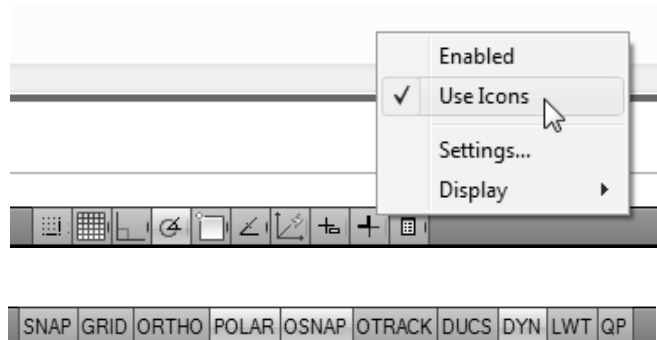 Enabled
Use Icons
Settings...
Display
SNAP GRID ORTHO POLAR OSNAP OTRACK DUCS DYN LWT QP